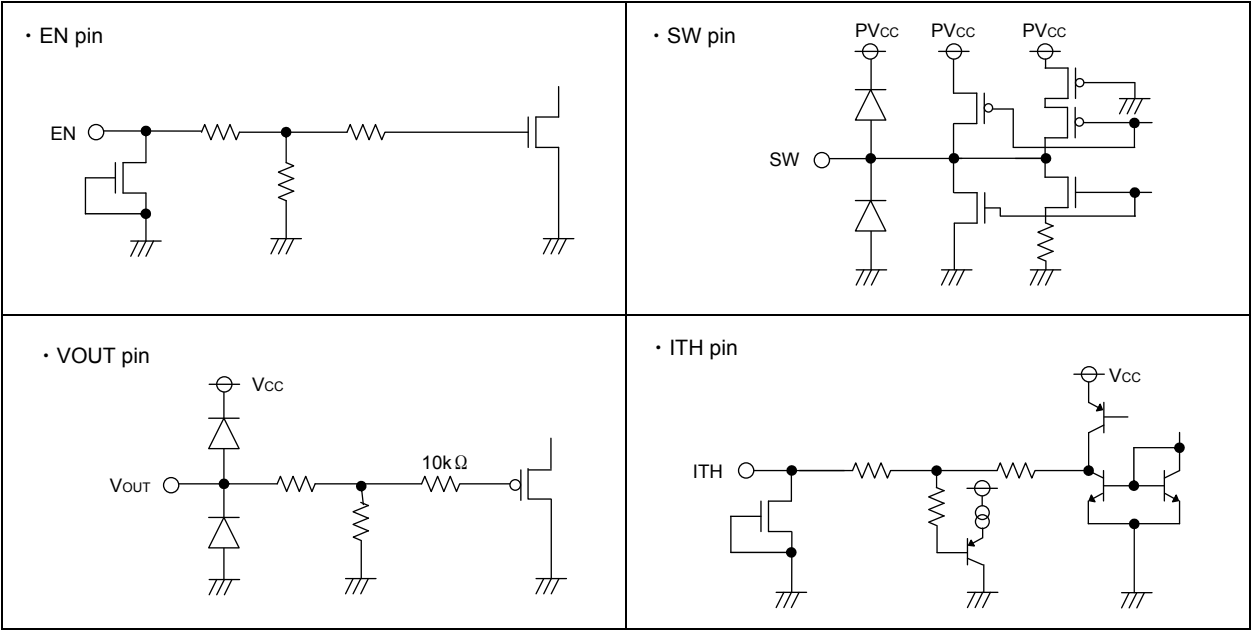 ・EN pin
EN
・SW pin
PVcc PVcc PVcc
SW
・VOUT pin
Vcc
VOUT
10kΩ
・ITH pin
Vcc
ITH